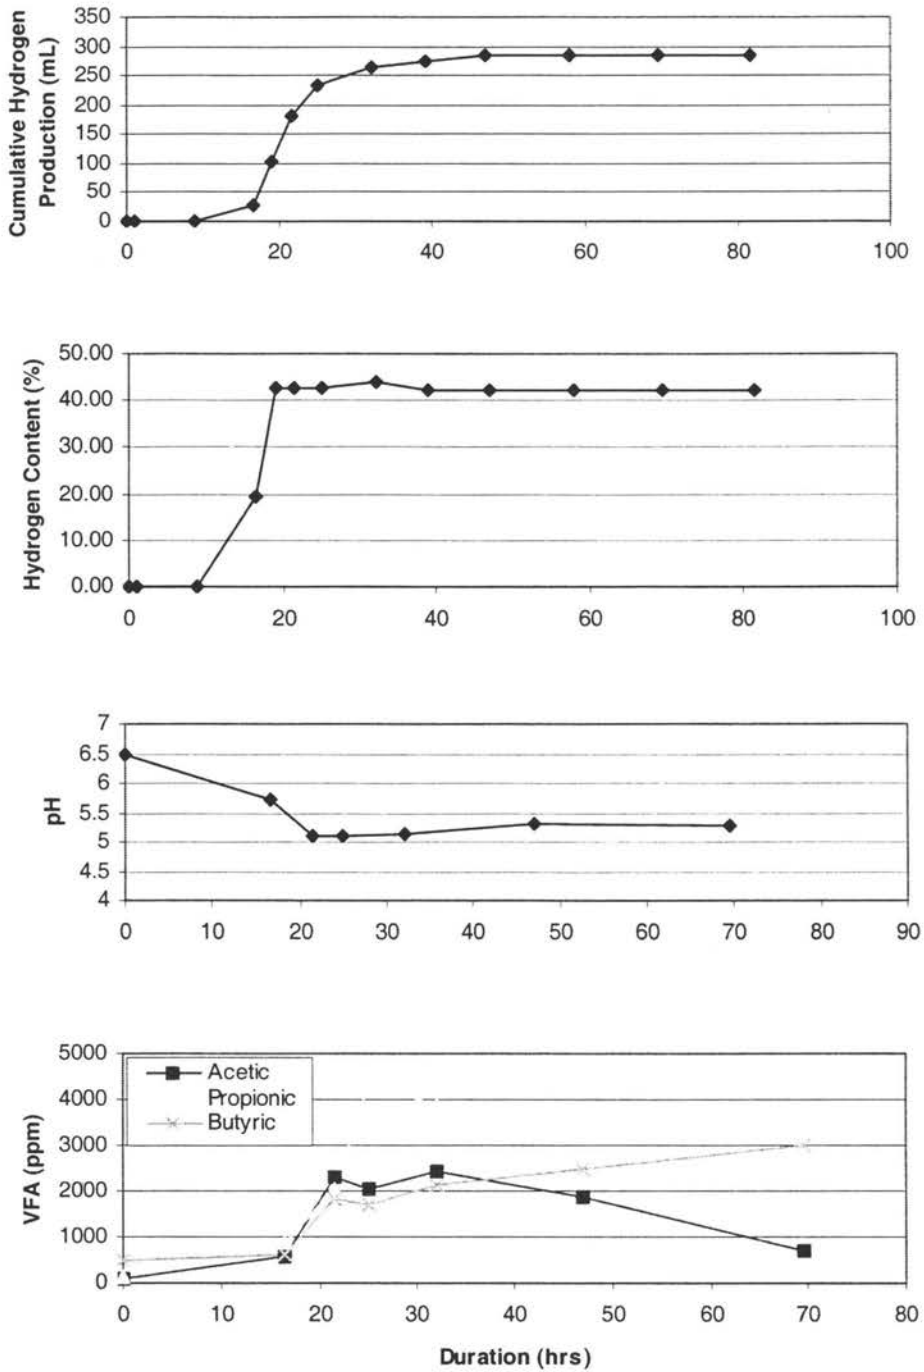 Cumulative Hydrogen
Production (mL)
350
300
250
200
150
100
50
0
0 20 40 60 80 100
Hydrogen Content (%)
50.00
40.00
30.00
20.00
10.00
0.00
0 20 40 60 80 100
pH
7
6.5
6
5.5
5
4.5
4
0 10 20 30 40 50 60 70 80 90
VFA (ppm)
5000
4000
3000
2000
1000
0
Acetic
Propionic
Butyric
0 10 20 30 40 50 60 70 80
Duration (hrs)